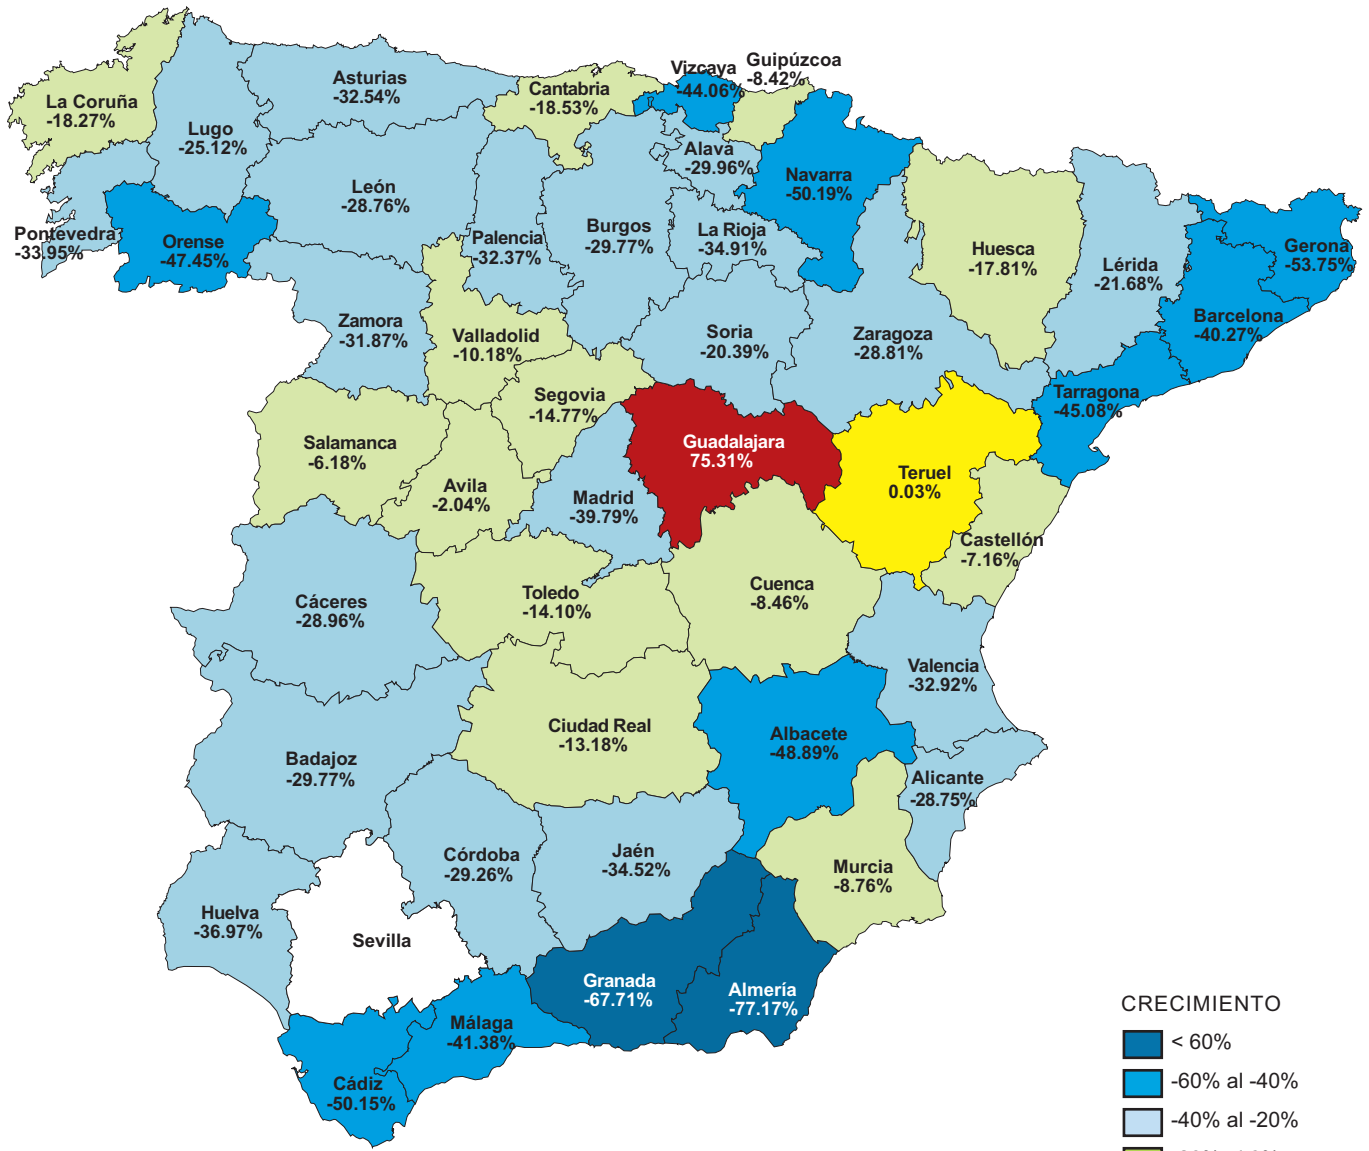 Guipúzcoa
-8.42%
Vizcaya
-44.06%
Asturias
-32.54%
Cantabria
-18.53%
La Coruña
-18.27%
Lugo
-25.12%
Alava
-29.96%
Navarra
-50.19%
León
-28.76%
Burgos
-29.77%
La Rioja
-34.91%
Palencia
-32.37%
Pontevedra
-33.95%
Orense
-47.45%
Huesca
-17.81%
Lérida
-21.68%
Gerona
-53.75%
Barcelona
-40.27%
Zamora
-31.87%
Valladolid
-10.18%
Soria
-20.39%
Zaragoza
-28.81%
Tarragona
-45.08%
Segovia
-14.77%
Salamanca
-6.18%
Guadalajara
75.31%
Teruel
0.03%
Avila
-2.04%
Madrid
-39.79%
Castellón
-7.16%
Cáceres
-28.96%
Toledo
-14.10%
Cuenca
-8.46%
Valencia
-32.92%
Ciudad Real
-13.18%
Albacete
-48.89%
Badajoz
-29.77%
Alicante
-28.75%
Córdoba
-29.26%
Jaén
-34.52%
Murcia
-8.76%
Huelva
-36.97%
Sevilla
Granada
-67.71%
Almería
-77.17%
Málaga
-41.38%
Cádiz
-50.15%
CRECIMIENTO
< 60%
-60% al -40%
-40% al -20%